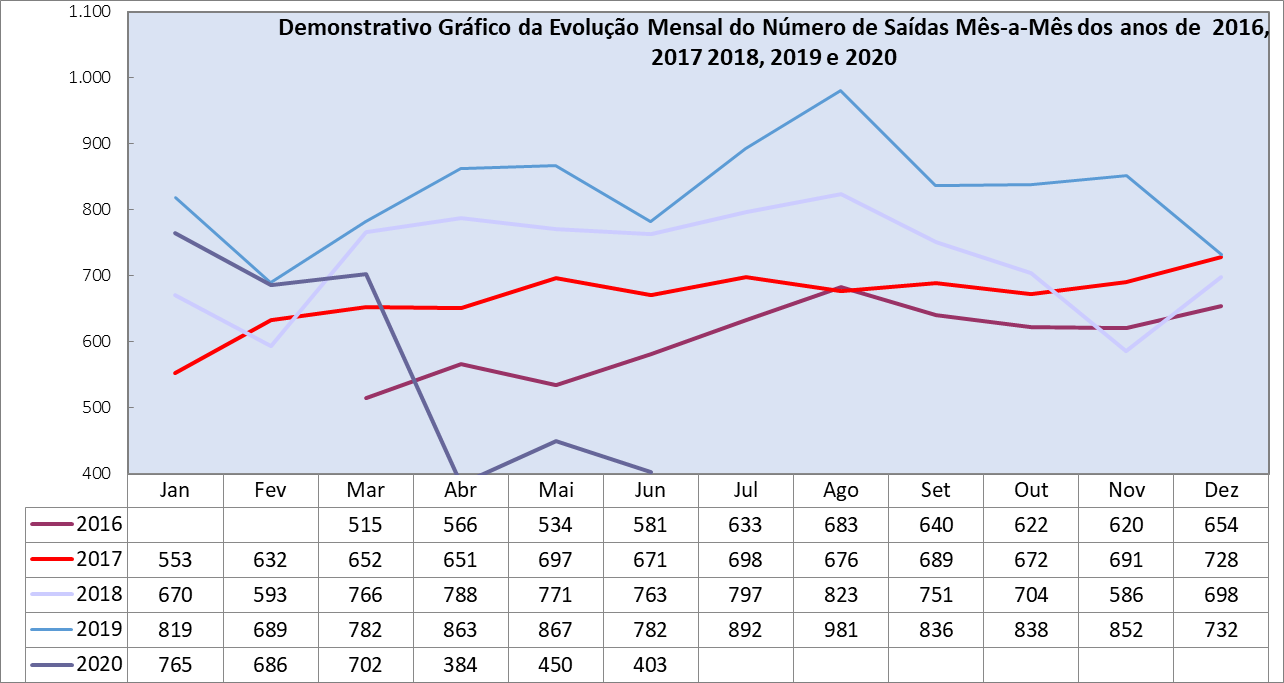 Demonstrativo Gráfico da Evolução Mensal do Número de Saídas Mês-a-Mês dos anos de 2016,
2017 2018, 2019 e 2020
1.100
1.000
900
800
700
600
500
400
Jan Fev Mar Abr Mai Jun Jul Ago Set Out Nov Dez
2016 515 566 534 581 633 683 640 622 620 654
2017 553 632 652 651 697 671 698 676 689 672 691 728
2018 670 593 766 788 771 763 797 823 751 704 586 698
2019 819 689 782 863 867 782 892 981 836 838 852 732
2020 765 686 702 384 450 403